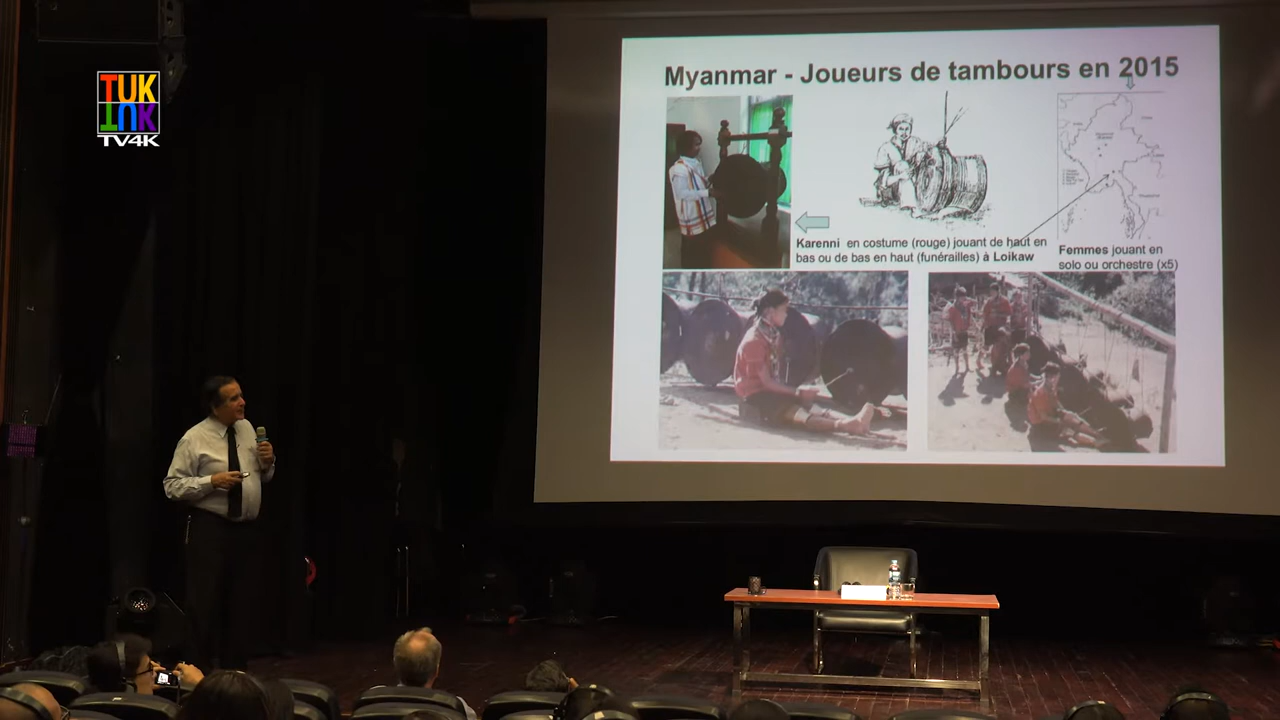 TUK
TUK
TV4K
Myanmar - Joueurs de tambours en 2015
Karenni en costume (rouge) jouant de haut en
bas ou de bas en haut (funérailles) à Loikaw
Femmes jouant en
solo ou orchestre (x5)